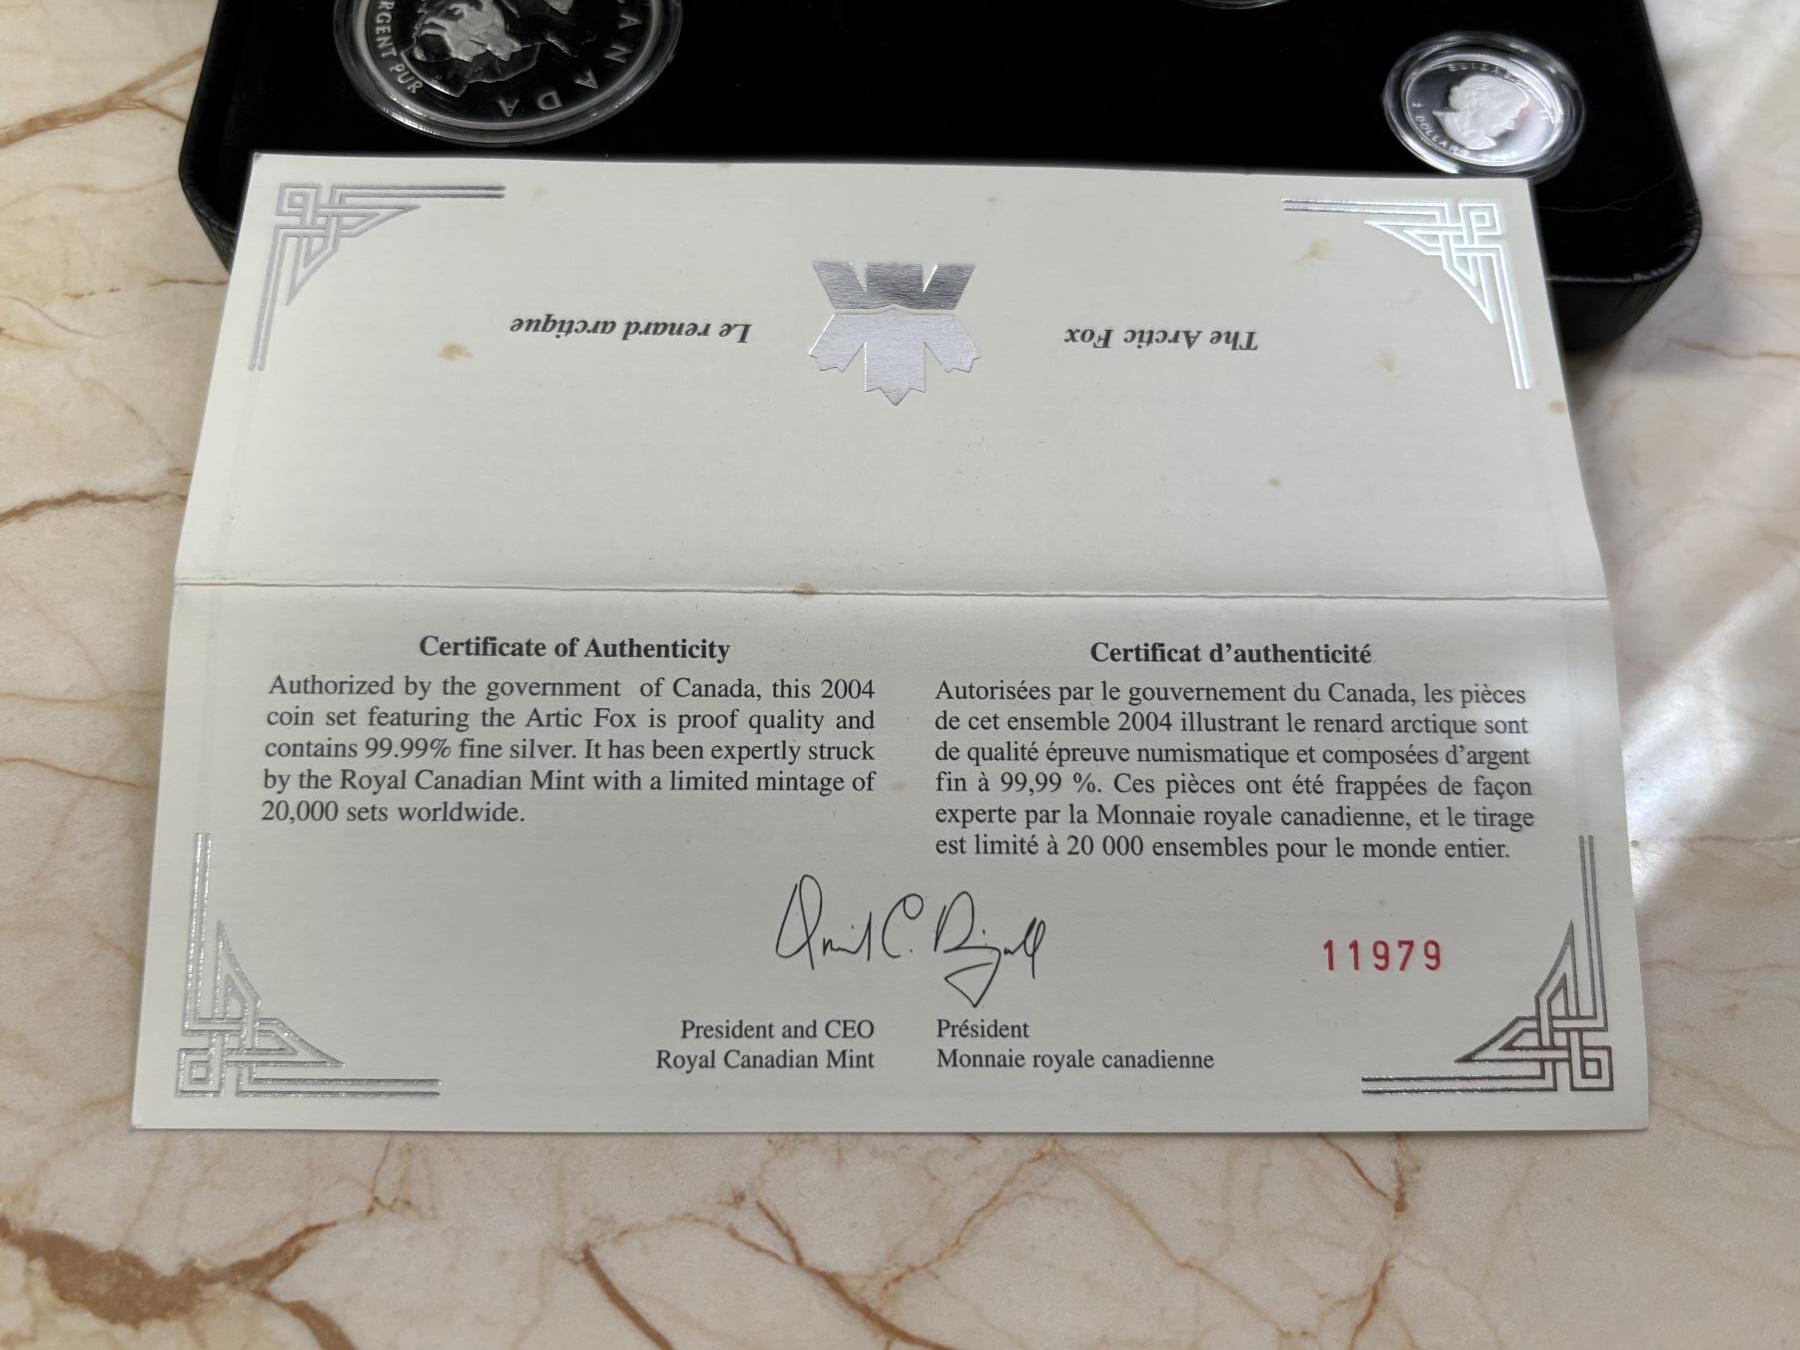 CANADA
ARGENT PUR
ELIZAB
DOLLARS
Le renard arctique
The Arctic Fox
Certificate of Authenticity
Authorized by the government of Canada, this 2004
coin set featuring the Artic Fox is proof quality and
contains 99.99% fine silver. It has been expertly struck
by the Royal Canadian Mint with a limited mintage of
20,000 sets worldwide.
Certificat d'authenticité
Autorisées par le gouvernement du Canada, les pièces
de cet ensemble 2004 illustrant le renard arctique sont
de qualité épreuve numismatique et composées d'argent
fin à 99,99 %. Ces pièces ont été frappées de façon
experte par la Monnaie royale canadienne, et le tirage
est limité à 20 000 ensembles pour le monde entier.
11979
President and CEO
Royal Canadian Mint
Président
Monnaie royale canadienne